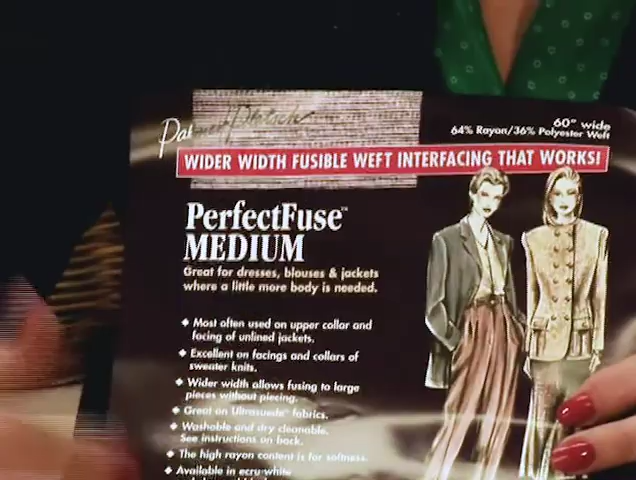 Palmer/Pletsch
60" wide
64% Rayon/36% Polyester Weft
WIDER WIDTH FUSIBLE WEFT INTERFACING THAT WORKS!
PerfectFuse™
MEDIUM
Great for dresses, blouses & jackets
where a little more body is needed.
◆ Most often used on upper collar and
facing of unlined jackets.
◆ Excellent on facings and collars of
sweater knits.
◆ Wider width allows fusing to large
pieces without piecing.
◆ Great on Ultrasuede™ fabrics.
◆ Washable and dry cleanable.
See instructions on back.
◆ The high rayon content is for softness.
◆ Available in ecru-white